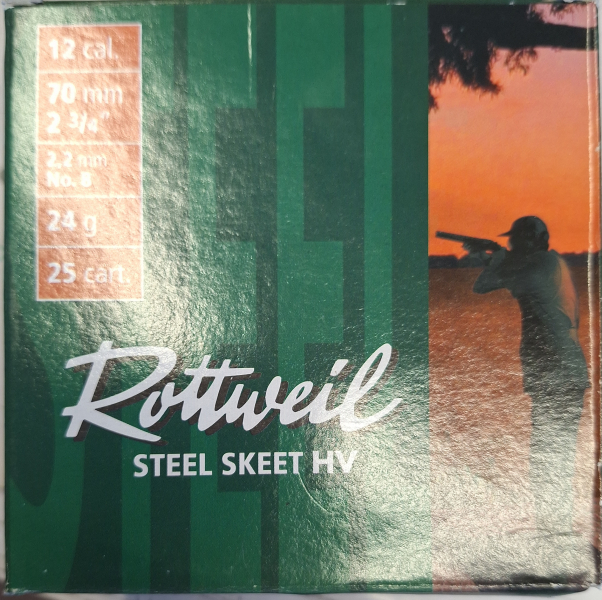 12 cal.
70 mm
2 3/4"
2,2 mm
No. 8
24 g
25 cart.
STEEL
Rottweil
STEEL SKEET HV